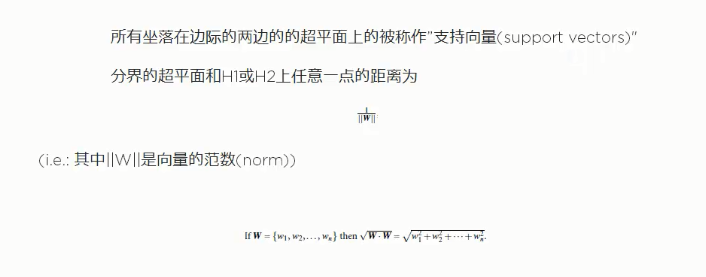 所有坐落在边际的两边的的超平面上的被称作”支持向量(support vectors)"
分界的超平面和H1或H2上任意一点的距离为
1/||W||
(i.e.: 其中||W||是向量的范数(norm))
If W = {w₁, w₂, . . . , wₙ} then √(W · W) = √(w₁² + w₂² + ··· + wₙ²).